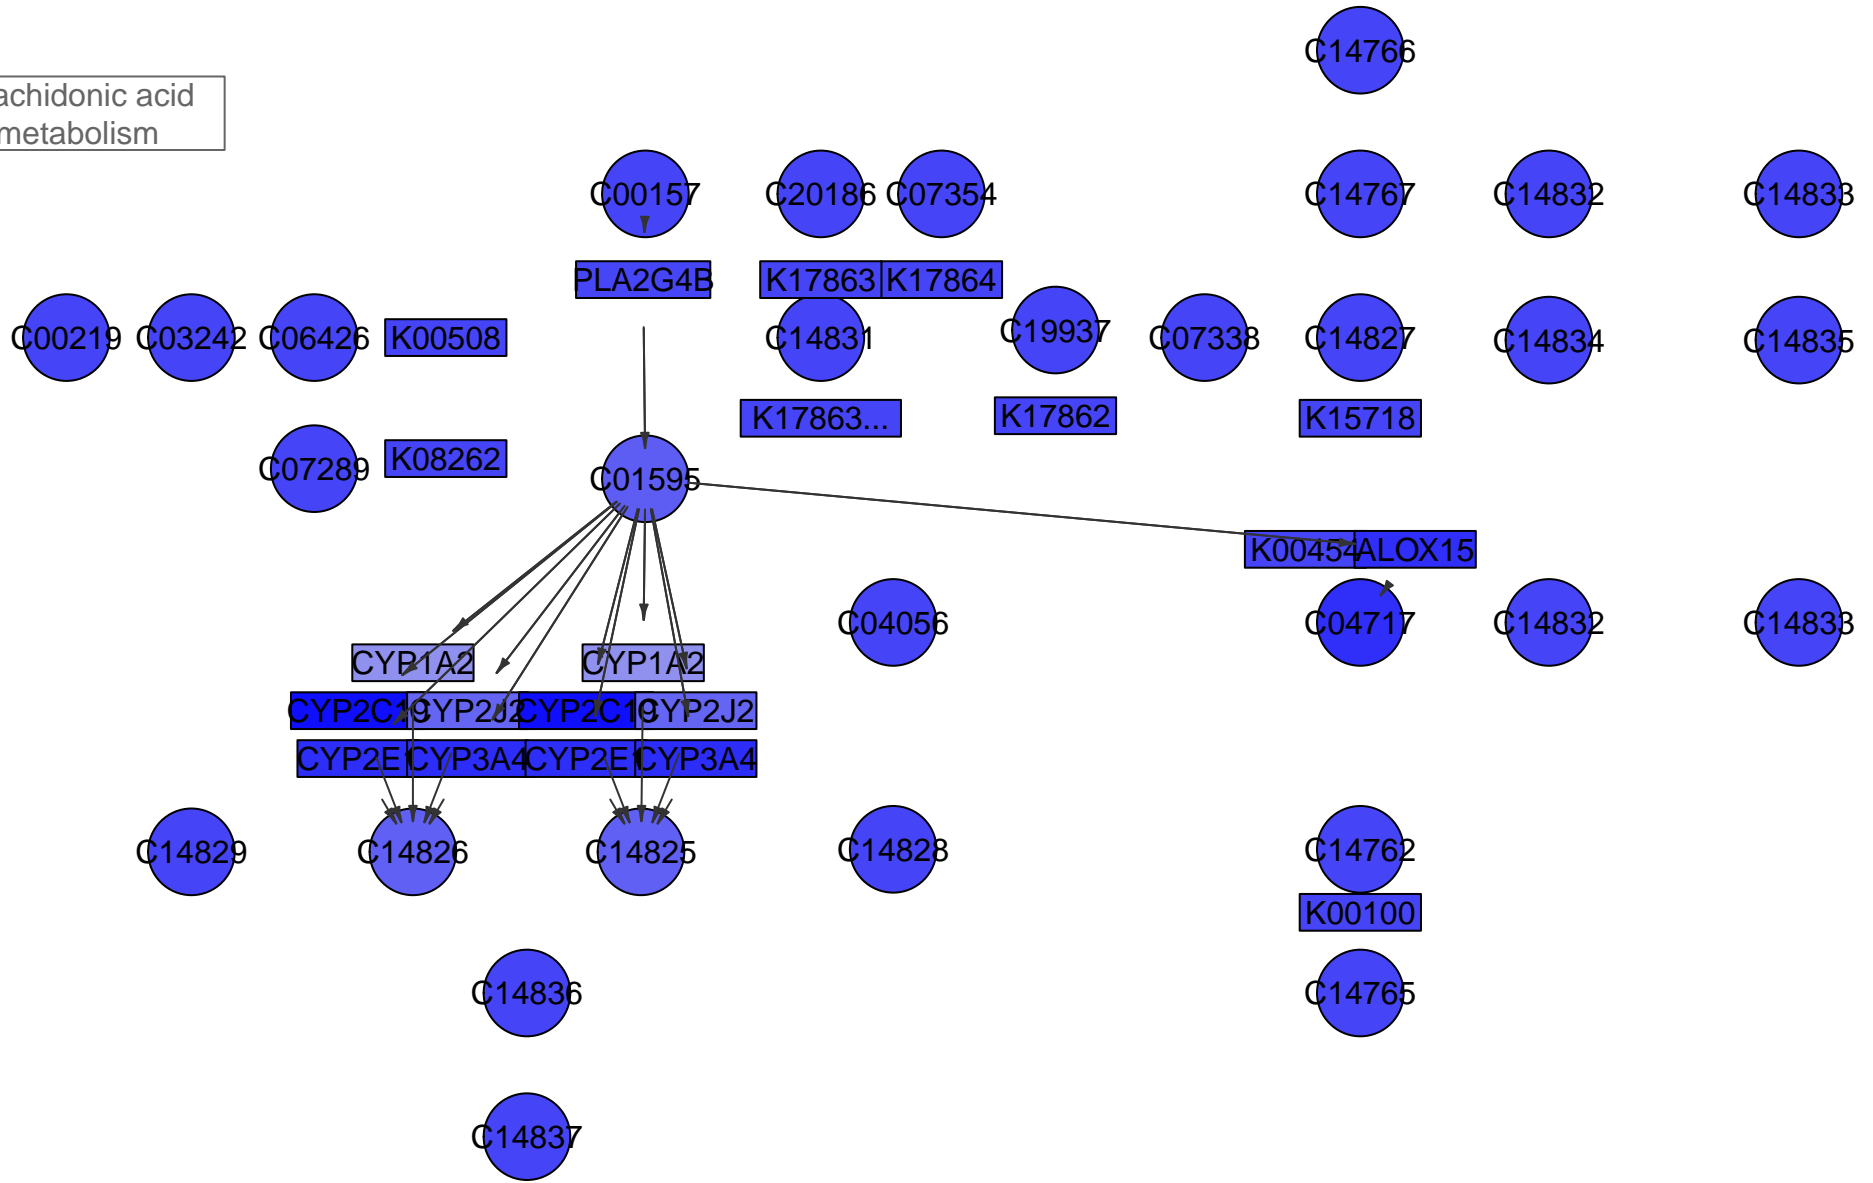 C14766
achidonic acid
metabolism
C00157
C20186
C07354
C14767
C14832
C14833
PLA2G4B
K17863
K17864
C00219
C03242
C06426
K00508
C14831
C19937
C07338
C14827
C14834
C14835
K17863...
K17862
K15718
C07289
K08262
C01595
K00454
ALOX15
C04056
C04717
C14832
C14833
CYP1A2
CYP1A2
CYP2C19
CYP2J2
CYP2C19
CYP2J2
CYP2E1
CYP3A4
CYP2E1
CYP3A4
C14829
C14826
C14825
C14828
C14762
K00100
C14836
C14765
C14837